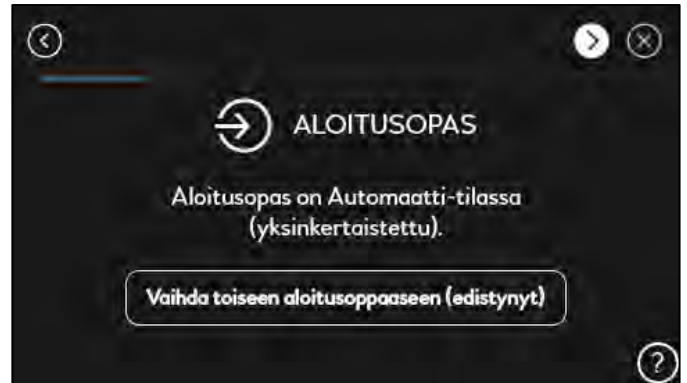 ALOITUSOPAS
Aloitusopas on Automaatti-tilassa
(yksinkertaistettu).
Vaihda toiseen aloitusoppaaseen (edistynyt)
?